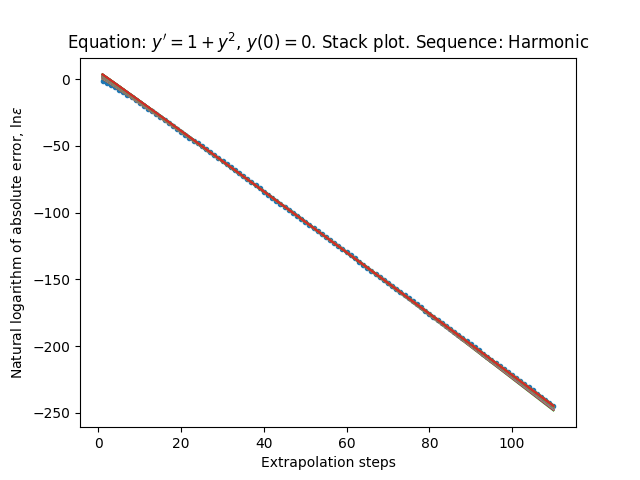 Equation: y′ = 1 + y², y(0) = 0. Stack plot. Sequence: Harmonic
Natural logarithm of absolute error, lnε
0
−50
−100
−150
−200
−250
0 20 40 60 80 100
Extrapolation steps